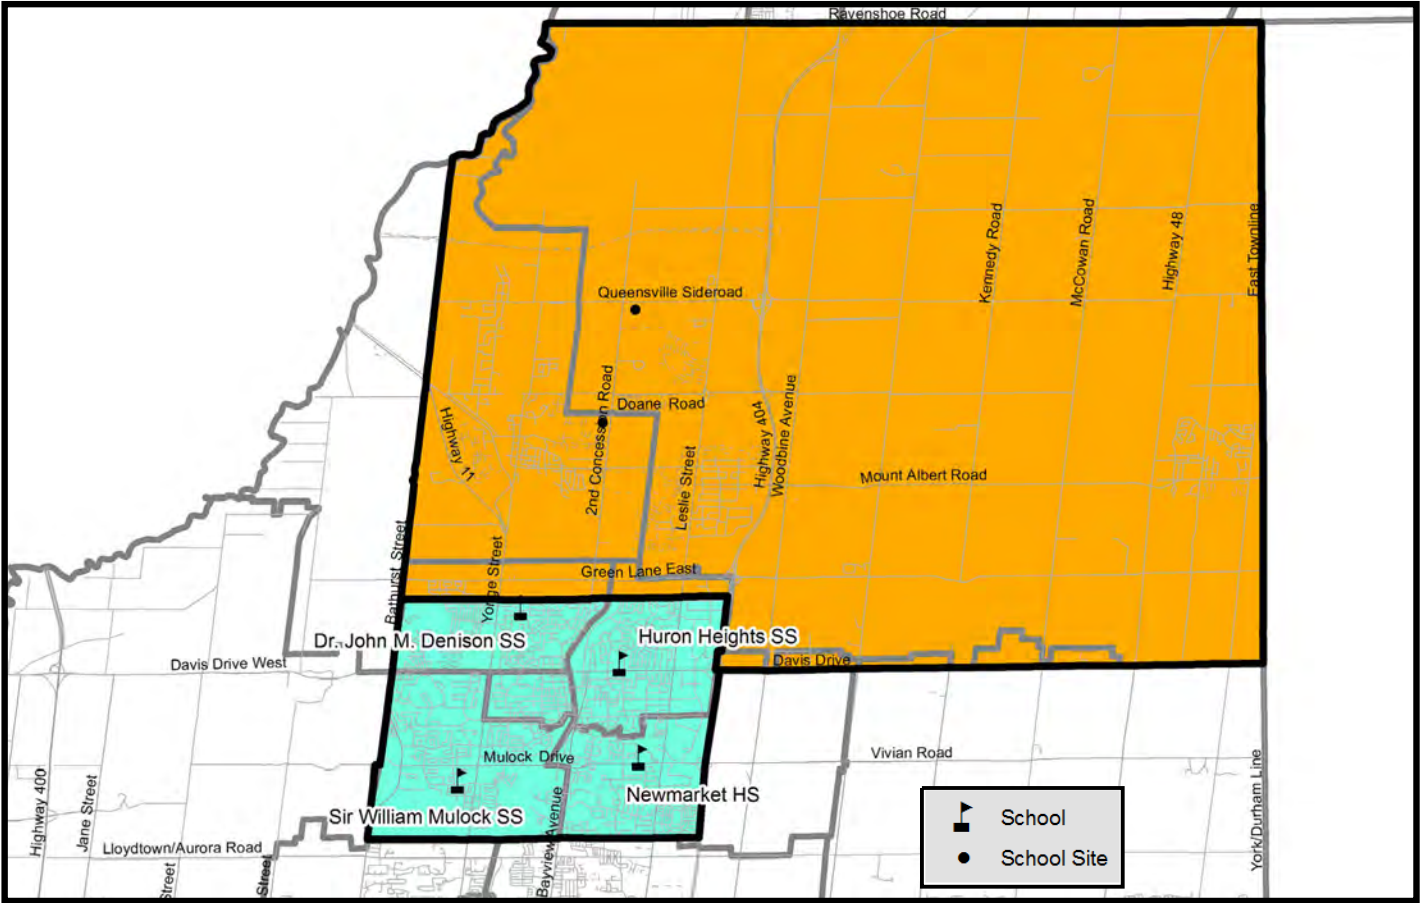 Ravenshoe Road
Kennedy Road
McCowan Road
Highway 48
East Townline
Queensville Sideroad
2nd Concession Road
Doane Road
Highway 11
Highway 404
Woodbine Avenue
Leslie Street
Mount Albert Road
Bathurst Street
Yonge Street
Green Lane East
Dr. John M. Denison SS
Huron Heights SS
Davis Drive West
Davis Drive
Mulock Drive
Vivian Road
Highway 400
Jane Street
Sir William Mulock SS
Newmarket HS
Bayview Avenue
York/Durham Line
Lloydtown/Aurora Road
Street
Street
School
School Site